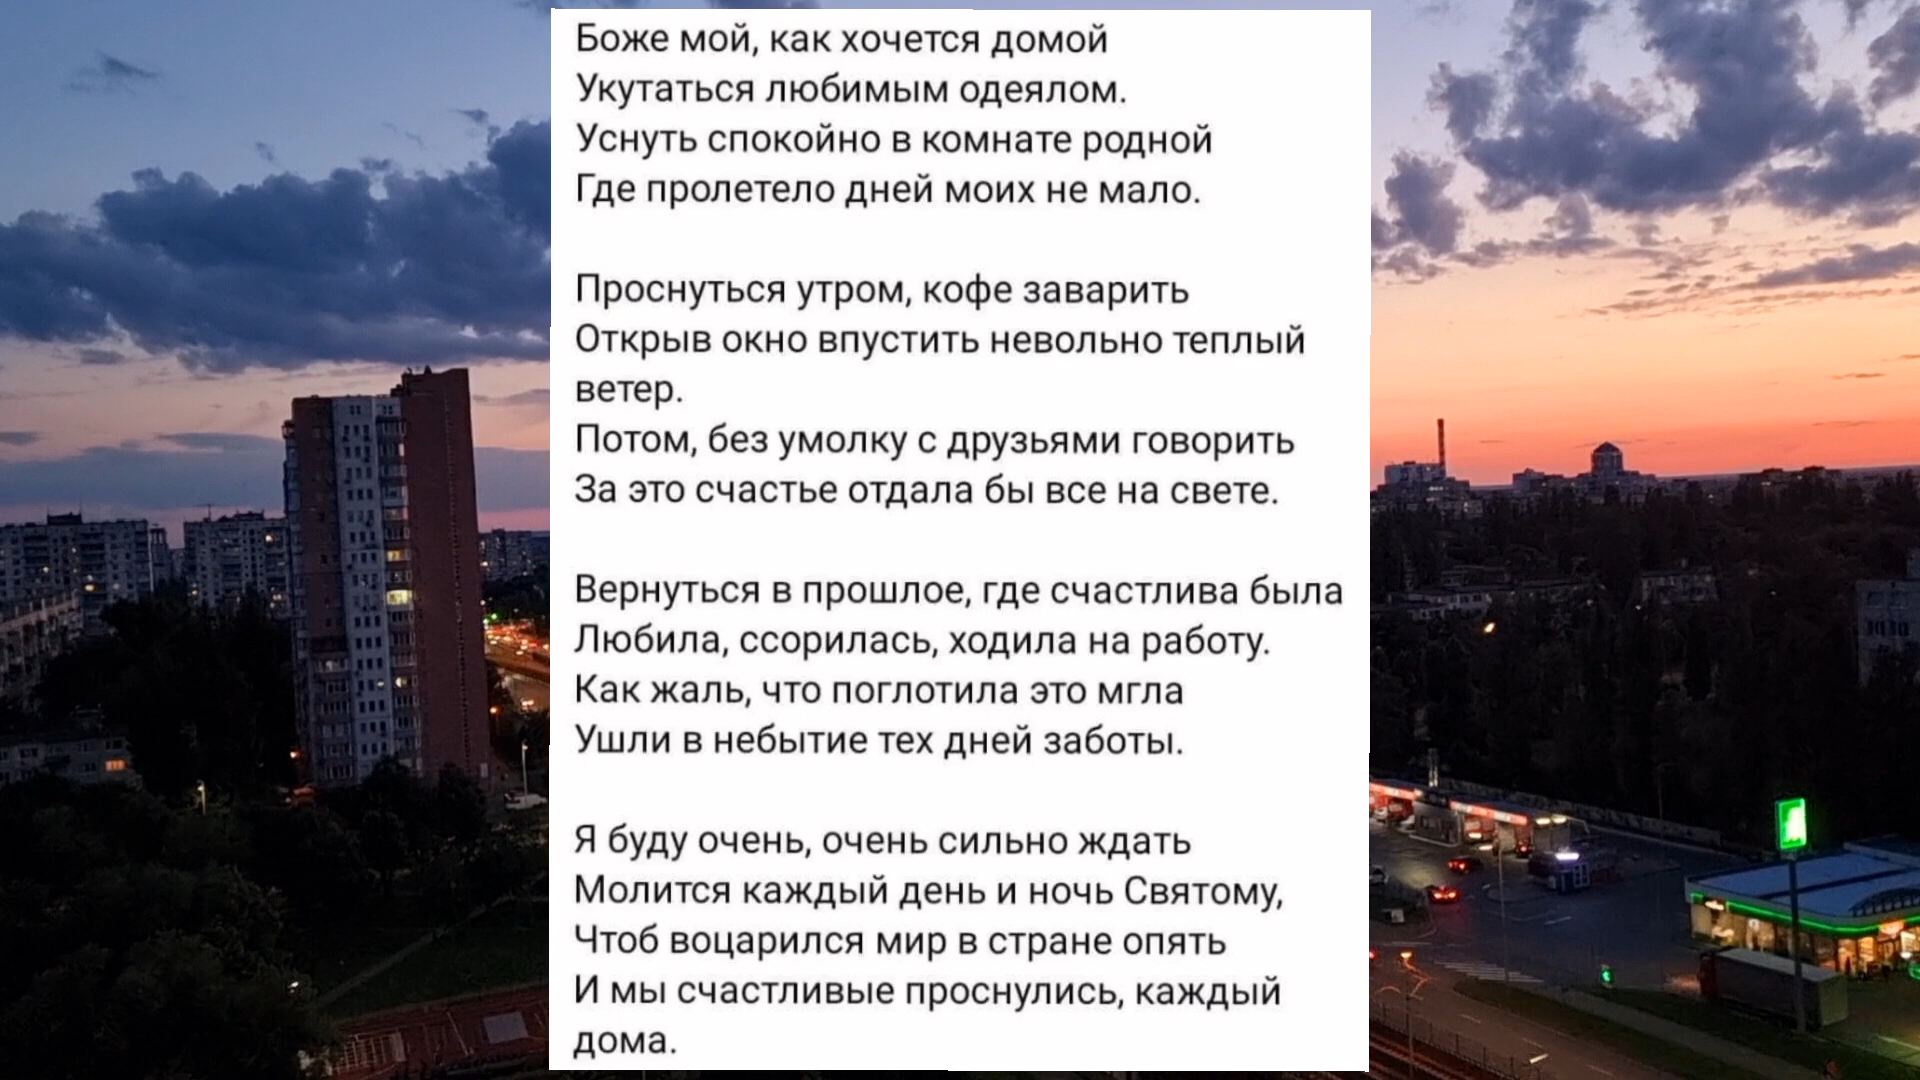 Боже мой, как хочется домой
Укутаться любимым одеялом.
Уснуть спокойно в комнате родной
Где пролетело дней моих не мало.
Проснуться утром, кофе заварить
Открыв окно впустить невольно теплый
ветер.
Потом, без умолку с друзьями говорить
За это счастье отдала бы все на свете.
Вернуться в прошлое, где счастлива была
Любила, ссорилась, ходила на работу.
Как жаль, что поглотила это мгла
Ушли в небытие тех дней заботы.
Я буду очень, очень сильно ждать
Молится каждый день и ночь Святому,
Чтоб воцарился мир в стране опять
И мы счастливые проснулись, каждый
дома.